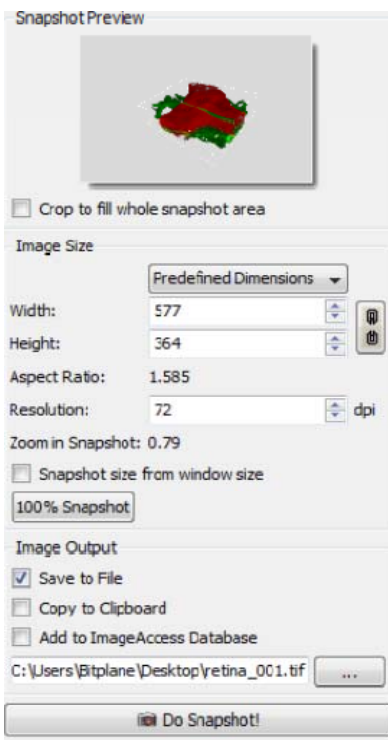 Snapshot Preview
Crop to fill whole snapshot area
Image Size
Predefined Dimensions
Width: 577
Height: 364
Aspect Ratio: 1.585
Resolution: 72 dpi
Zoom in Snapshot: 0.79
Snapshot size from window size
100% Snapshot
Image Output
Save to File
Copy to Clipboard
Add to ImageAccess Database
C:\Users\Bitplane\Desktop\retina_001.tif ...
Do Snapshot!